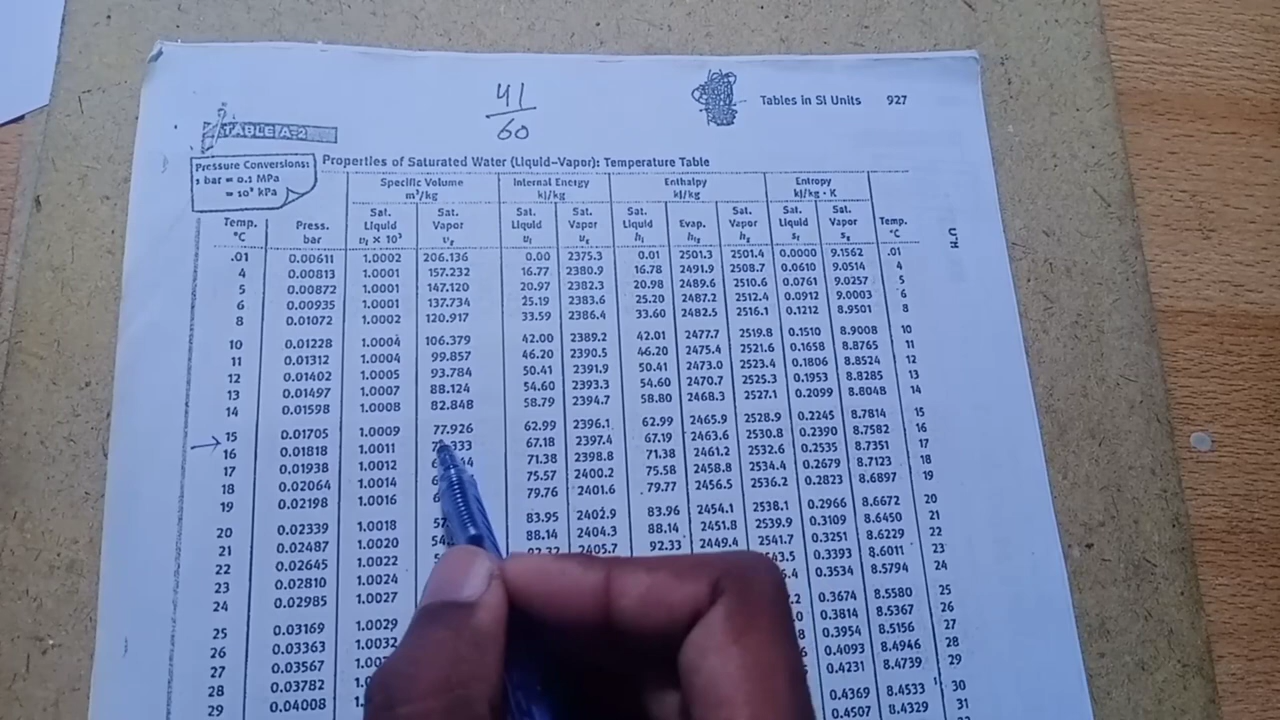 41
60
Tables in SI Units 927
TABLE A-2
Pressure Conversions:
1 bar = 0.1 MPa
= 10² kPa
Properties of Saturated Water (Liquid–Vapor): Temperature Table
Specific Volume Internal Energy Enthalpy Entropy
m³/kg kJ/kg kJ/kg kJ/kg · K
Sat. Sat. Sat. Sat. Sat. Sat. Sat. Sat.
Temp. Press. Liquid Vapor Liquid Vapor Liquid Evap. Vapor Liquid Vapor Temp.
°C bar vf × 10³ vg uf ug hf hfg hg sf sg °C
.01 0.00611 1.0002 206.136 0.00 2375.3 0.01 2501.3 2501.4 0.0000 9.1562 .01
4 0.00813 1.0001 157.232 16.77 2380.9 16.78 2491.9 2508.7 0.0610 9.0514 4
5 0.00872 1.0001 147.120 20.97 2382.3 20.98 2489.6 2510.6 0.0761 9.0257 5
6 0.00935 1.0001 137.734 25.19 2383.6 25.20 2487.2 2512.4 0.0912 9.0003 6
8 0.01072 1.0002 120.917 33.59 2386.4 33.60 2482.5 2516.1 0.1212 8.9501 8
10 0.01228 1.0004 106.379 42.00 2389.2 42.01 2477.7 2519.8 0.1510 8.9008 10
11 0.01312 1.0004 99.857 46.20 2390.5 46.20 2475.4 2521.6 0.1658 8.8765 11
12 0.01402 1.0005 93.784 50.41 2391.9 50.41 2473.0 2523.4 0.1806 8.8524 12
13 0.01497 1.0007 88.124 54.60 2393.3 54.60 2470.7 2525.3 0.1953 8.8285 13
14 0.01598 1.0008 82.848 58.79 2394.7 58.80 2468.3 2527.1 0.2099 8.8048 14
15 0.01705 1.0009 77.926 62.99 2396.1 62.99 2465.9 2528.9 0.2245 8.7814 15
16 0.01818 1.0011 67.18 2397.4 67.19 2463.6 2530.8 0.2390 8.7582 16
17 0.01938 1.0012 71.38 2398.8 71.38 2461.2 2532.6 0.2535 8.7351 17
18 0.02064 1.0014 75.57 2400.2 75.58 2458.8 2534.4 0.2679 8.7123 18
19 0.02198 1.0016 79.76 2401.6 79.77 2456.5 2536.2 0.2823 8.6897 19
20 0.02339 1.0018 83.95 2402.9 83.96 2454.1 2538.1 0.2966 8.6672 20
21 0.02487 1.0020 88.14 2404.3 88.14 2451.8 2539.9 0.3109 8.6450 21
22 0.02645 1.0022 2405.7 92.33 2449.4 2541.7 0.3251 8.6229 22
23 0.02810 1.0024 0.3393 8.6011 23
24 0.02985 1.0027 0.3534 8.5794 24
25 0.03169 1.0029 0.3674 8.5580 25
26 0.03363 1.0032 0.3814 8.5367 26
27 0.03567 0.3954 8.5156 27
28 0.03782 0.4093 8.4946 28
29 0.04008 0.4231 8.4739 29
0.4369 8.4533 30
0.4507 8.4329 31
H₂O